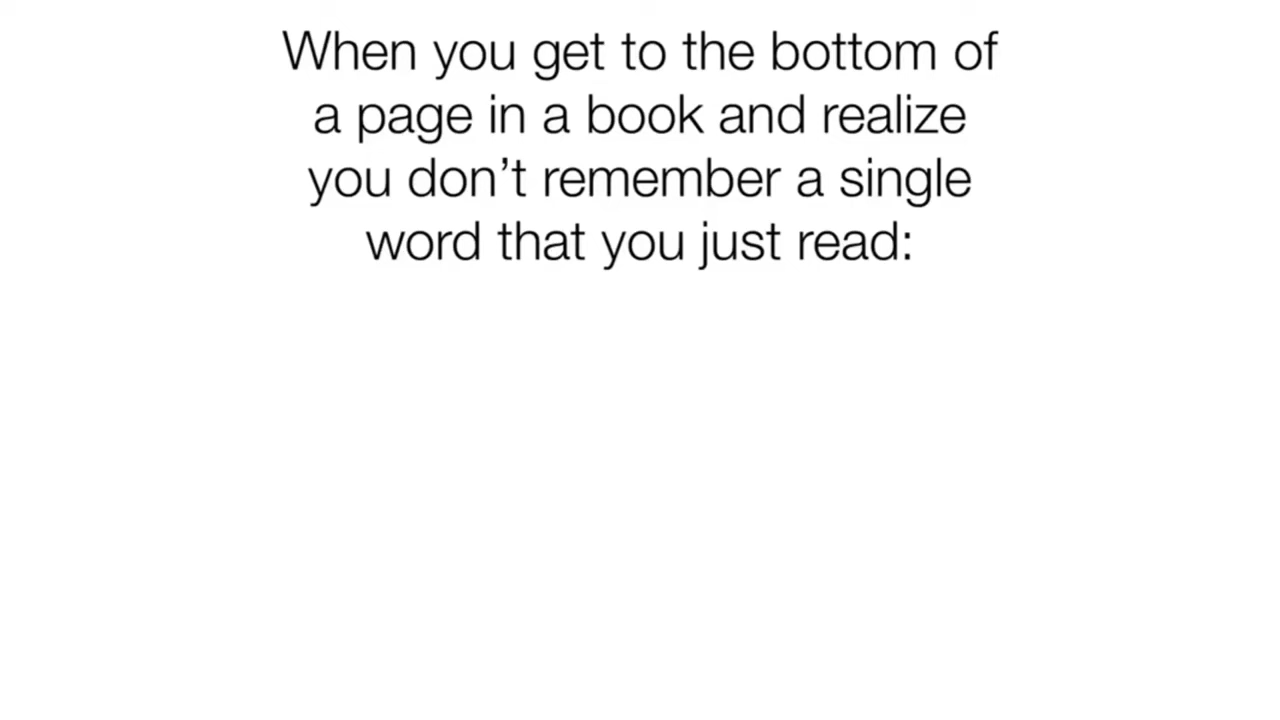 When you get to the bottom of
a page in a book and realize
you don’t remember a single
word that you just read: